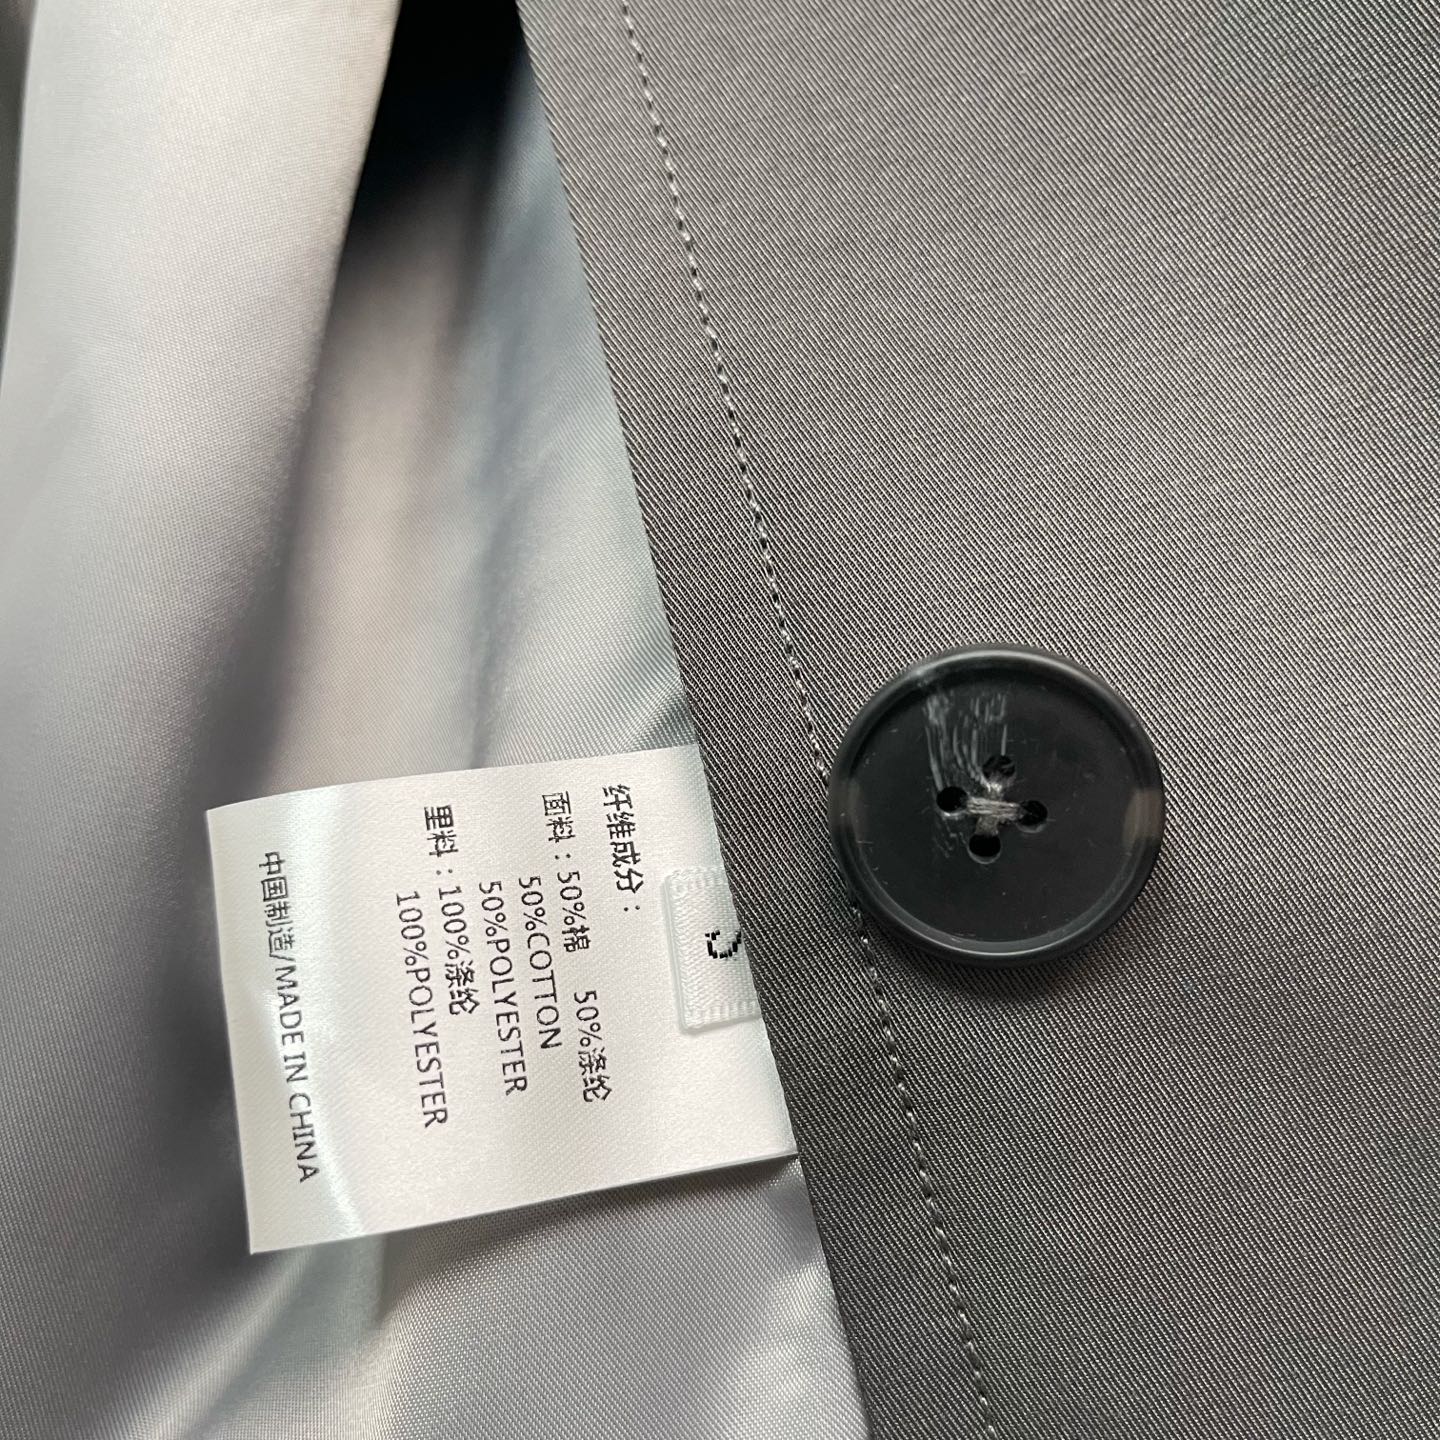 纤维成分：
面料：50%棉 50%涤纶
50%COTTON
50%POLYESTER
里料：100%涤纶
100%POLYESTER
中国制造/MADE IN CHINA